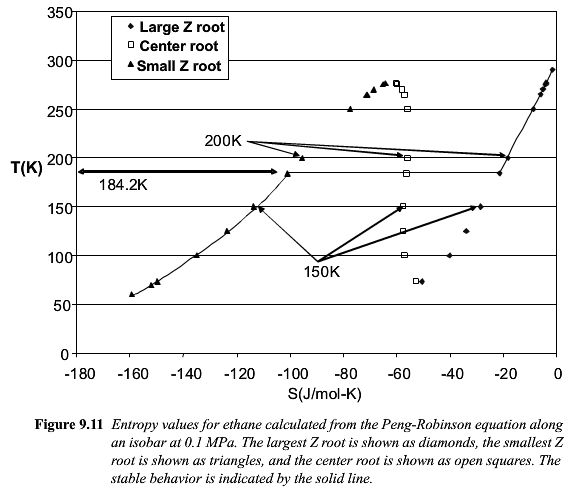 350
300
250
200
150
100
50
0
T(K)
Large Z root
Center root
Small Z root
200K
184.2K
150K
-180 -160 -140 -120 -100 -80 -60 -40 -20 0
S(J/mol-K)
Figure 9.11 Entropy values for ethane calculated from the Peng-Robinson equation along
an isobar at 0.1 MPa. The largest Z root is shown as diamonds, the smallest Z
root is shown as triangles, and the center root is shown as open squares. The
stable behavior is indicated by the solid line.